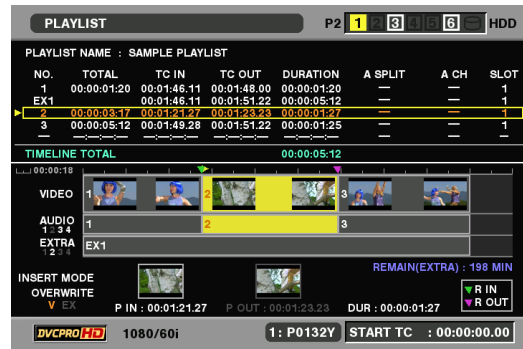 PLAYLIST P2 1 2 3 4 5 6 HDD
PLAYLIST NAME : SAMPLE PLAYLIST
NO. TOTAL TC IN TC OUT DURATION A SPLIT A CH SLOT
1 00:00:01:20 00:01:46.11 00:01:48.00 00:00:01:20 — — 1
EX1 00:01:46.11 00:01:51.22 00:00:05:12 — — 1
2 00:00:03:17 00:01:21.27 00:01:23.23 00:00:01:27 — — 1
3 00:00:05:12 00:01:49.28 00:01:51.22 00:00:01:25 — — 1
— —:—:—:— —:—:—.— —:—:—.— —:—:—:— — — —
TIMELINE TOTAL 00:00:05:12
00:00:18
VIDEO 1 2 3
AUDIO 1 2 3
1 2 3 4
EXTRA EX1
1 2 3 4
REMAIN(EXTRA) : 198 MIN
INSERT MODE
OVERWRITE
V EX
P IN : 00:01:21.27 P OUT : 00:01:23.23 DUR : 00:00:01:27
R IN
R OUT
DVCPRO HD 1080/60i 1: P0132Y START TC : 00:00:00.00